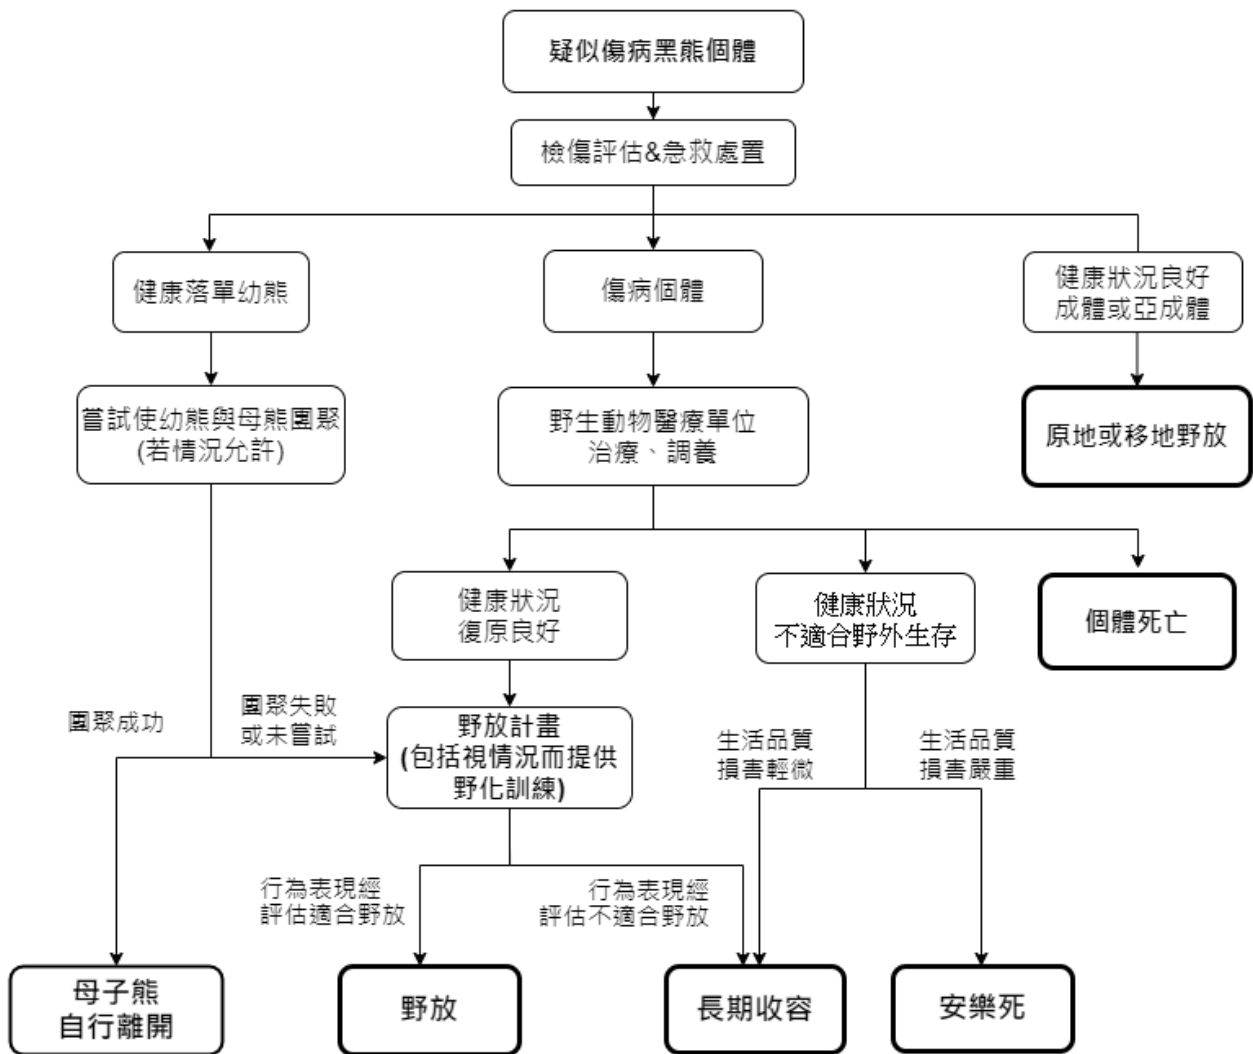 疑似傷病黑熊個體
檢傷評估&急救處置
健康落單幼熊
傷病個體
健康狀況良好
成體或亞成體
嘗試使幼熊與母熊團聚
(若情況允許)
野生動物醫療單位
治療、調養
原地或移地野放
健康狀況
復原良好
健康狀況
不適合野外生存
個體死亡
團聚成功
團聚失敗
或未嘗試
野放計畫
(包括視情況而提供
野化訓練)
生活品質
損害輕微
生活品質
損害嚴重
行為表現經
評估適合野放
行為表現經
評估不適合野放
母子熊
自行離開
野放
長期收容
安樂死